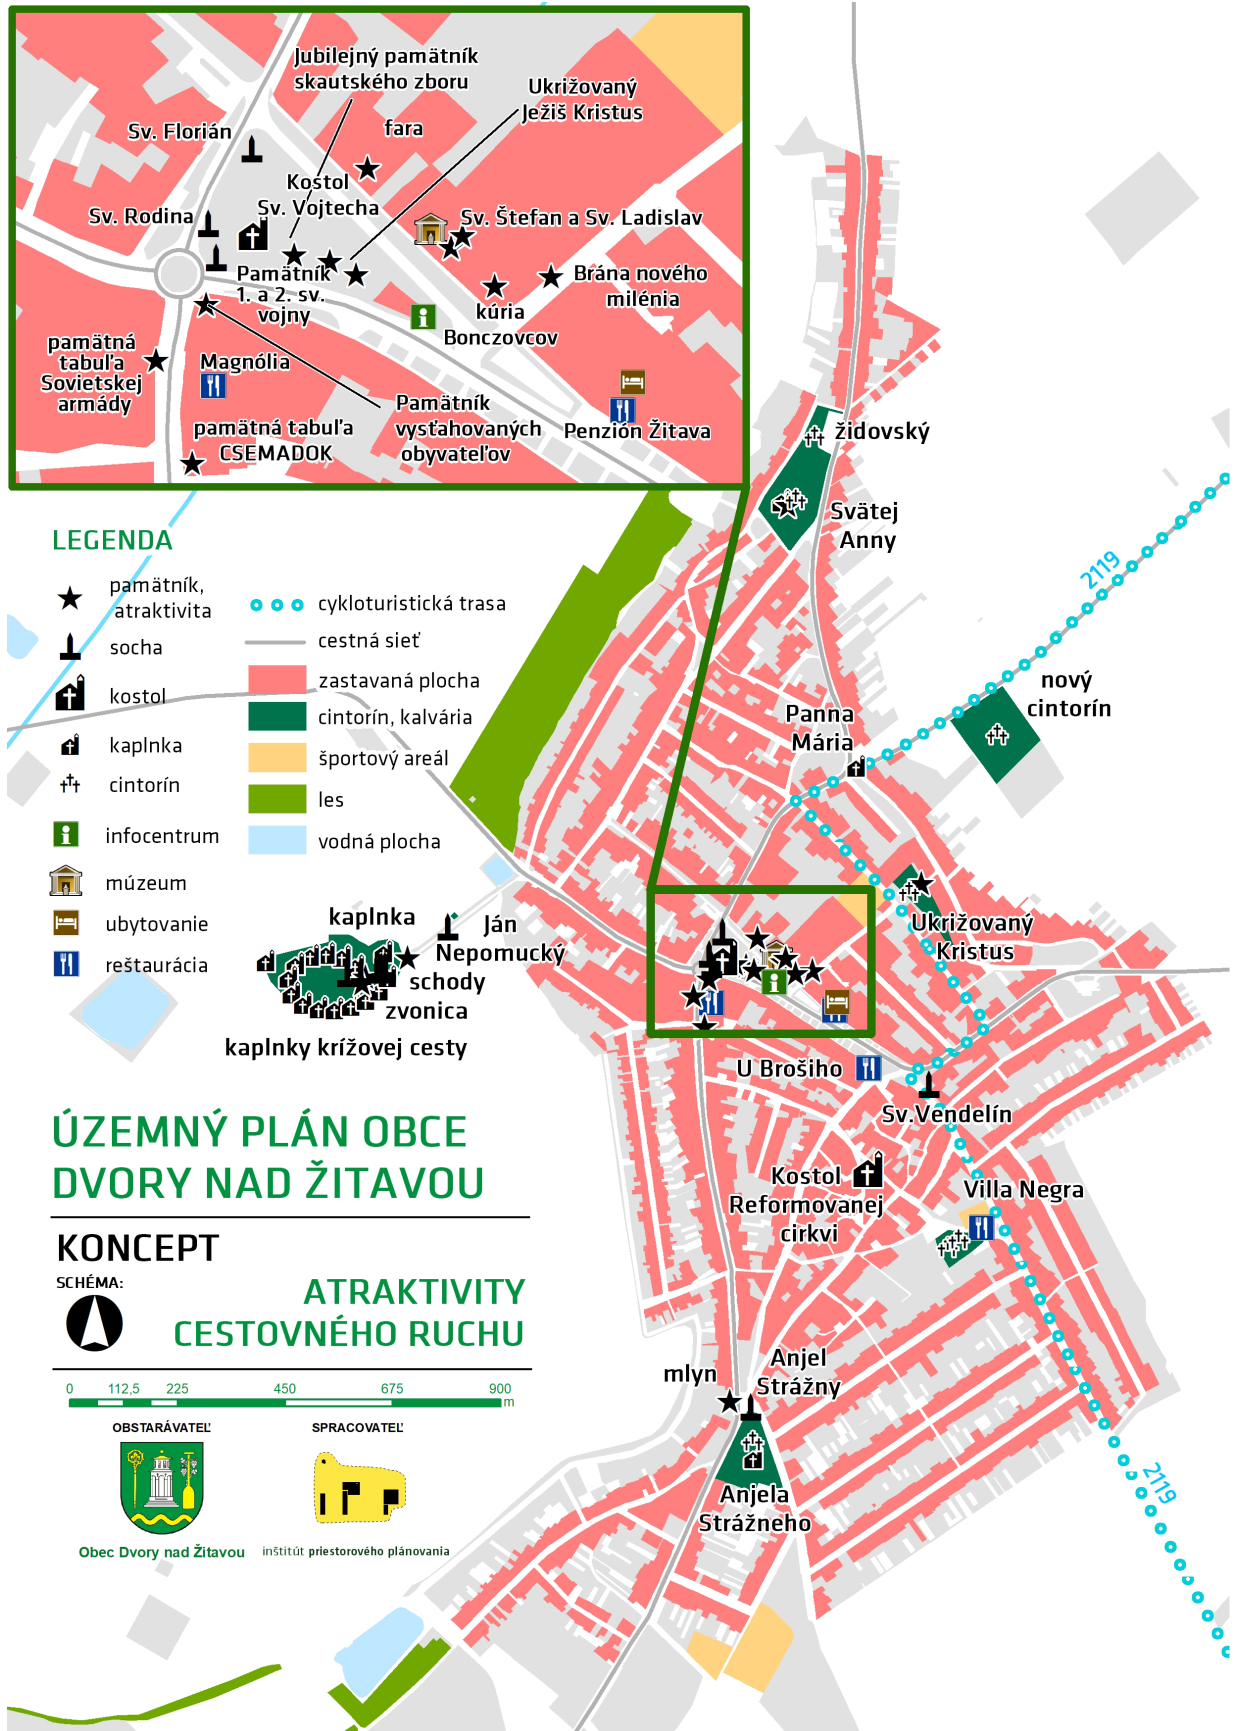 Jubilejný pamätník
skautského zboru
Ukrižovaný
Ježiš Kristus
Sv. Florián
fara
Kostol
Sv. Vojtecha
Sv. Rodina
Sv. Štefan a Sv. Ladislav
Pamätník
1. a 2. sv.
vojny
Brána nového
milénia
kúria
Bonczovcov
pamätná
tabuľa
Sovietskej
armády
Magnólia
Pamätník
vysťahovaných
obyvateľov
pamätná tabuľa
CSEMADOK
Penzión Žitava
židovský
Svätej
Anny
2119
LEGENDA
pamätník,
atraktivita
socha
kostol
kaplnka
cintorín
infocentrum
múzeum
ubytovanie
reštaurácia
cykloturistická trasa
cestná sieť
zastavaná plocha
cintorín, kalvária
športový areál
les
vodná plocha
nový
cintorín
Panna
Mária
Ukrižovaný
Kristus
kaplnka
Ján
Nepomucký
schody
zvonica
kaplnky krížovej cesty
U Brošiho
Sv.Vendelín
Kostol
Reformovanej
cirkvi
Villa Negra
ÚZEMNÝ PLÁN OBCE
DVORY NAD ŽITAVOU
KONCEPT
SCHÉMA:
ATRAKTIVITY
CESTOVNÉHO RUCHU
0 112,5 225 450 675 900
m
OBSTARÁVATEĽ
SPRACOVATEĽ
Obec Dvory nad Žitavou
inštitút priestorového plánovania
mlyn
Anjel
Strážny
Anjela
Strážneho
2119